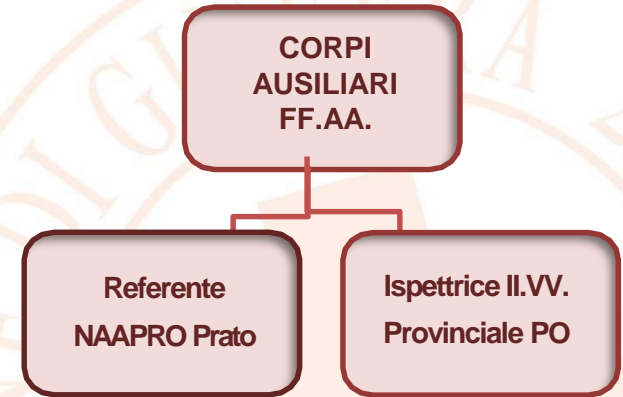 CORPI
AUSILIARI
FF.AA.
Referente
NAAPRO Prato
Ispettrice II.VV.
Provinciale PO